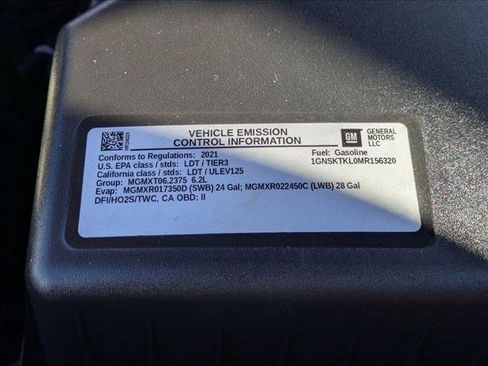 VEHICLE EMISSION
CONTROL INFORMATION
GM
GENERAL
MOTORS
LLC
Conforms to Regulations: 2021
Fuel: Gasoline
U.S. EPA class / stds: LDT / TIER3
1GNSKTKL0MR156320
California class / stds: LDT / ULEV125
Group: MGMXT06.2375 6.2L
Evap: MGMXR017350D (SWB) 24 Gal; MGMXR022450C (LWB) 28 Gal
DFI/HO2S/TWC, CA OBD: II